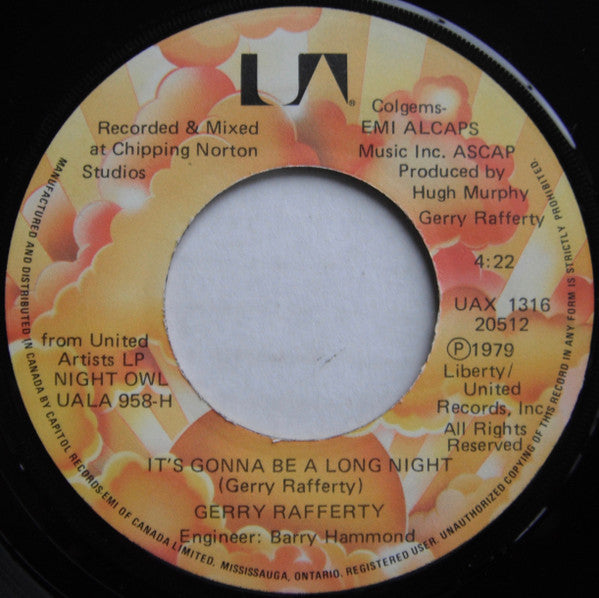 UA
®
Recorded & Mixed
at Chipping Norton
Studios
Colgems-
EMI ALCAPS
Music Inc. ASCAP
Produced by
Hugh Murphy
Gerry Rafferty
4:22
UAX 1316
20512
Ⓟ1979
Liberty/
United
Records, Inc.
All Rights
Reserved
from United
Artists LP
NIGHT OWL
UALA 958-H
IT'S GONNA BE A LONG NIGHT
(Gerry Rafferty)
GERRY RAFFERTY
Engineer: Barry Hammond
MANUFACTURED AND DISTRIBUTED IN CANADA BY CAPITOL RECORDS-EMI OF CANADA LIMITED, MISSISSAUGA, ONTARIO. REGISTERED USER. UNAUTHORIZED COPYING OF THIS RECORD IN ANY FORM IS STRICTLY PROHIBITED.